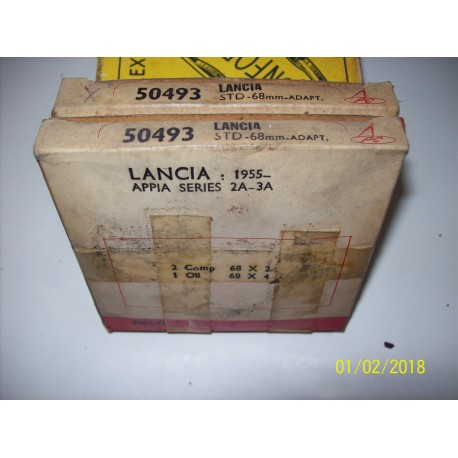 50493 LANCIA
STD-68mm-ADAPT.
50493 LANCIA
STD-68mm-ADAPT.
LANCIA : 1955-
APPIA SERIES 2A-3A
2 Comp 68 X 2
1 Oil 68 X 4
01/02/2018